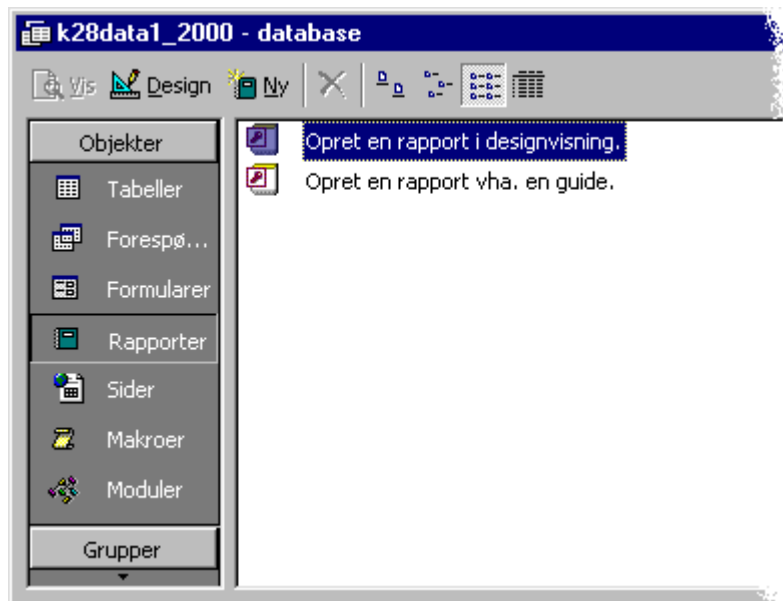 k28data1_2000 - database
Vis Design Ny
Objekter
Tabeller
Forespø...
Formularer
Rapporter
Sider
Makroer
Moduler
Grupper
Opret en rapport i designvisning.
Opret en rapport vha. en guide.